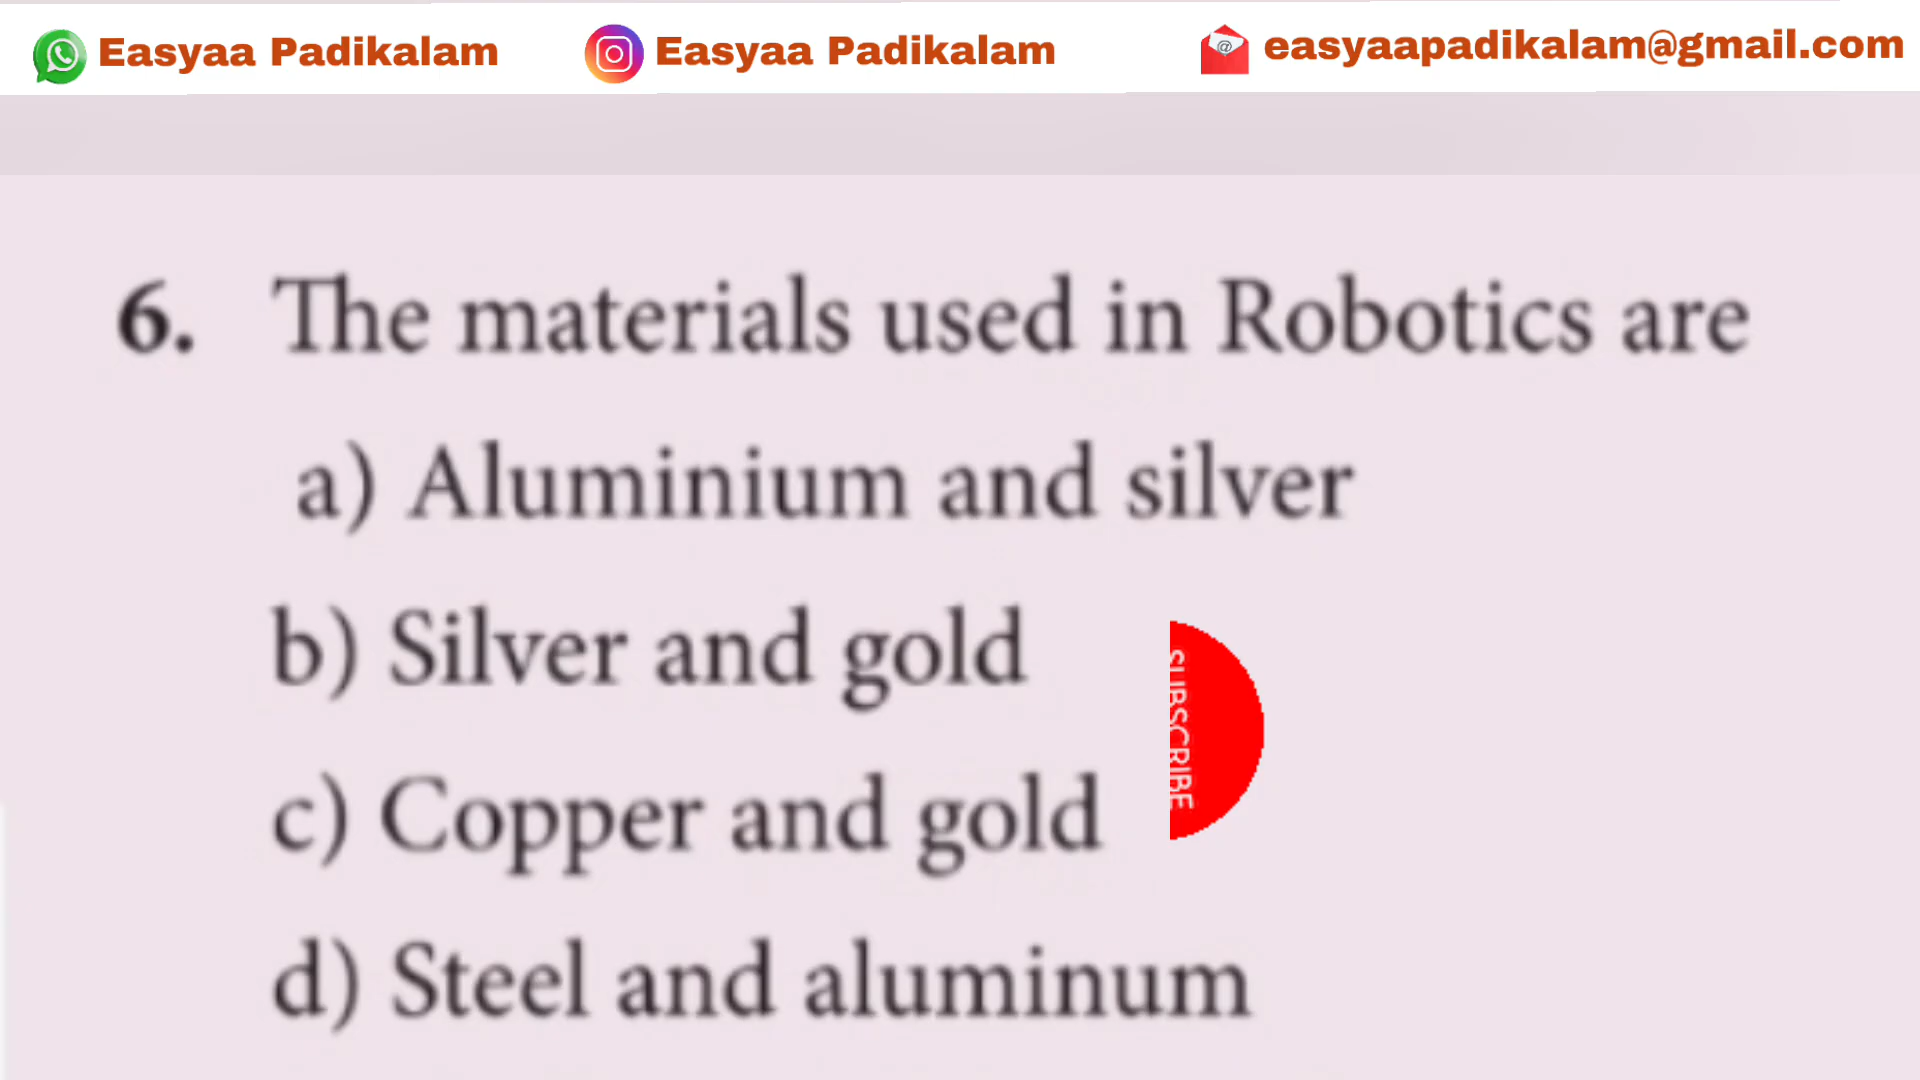 Easyaa Padikalam Easyaa Padikalam easyaapadikalam@gmail.com
6. The materials used in Robotics are
a) Aluminium and silver
b) Silver and gold
SUBSCRIBE
c) Copper and gold
d) Steel and aluminum